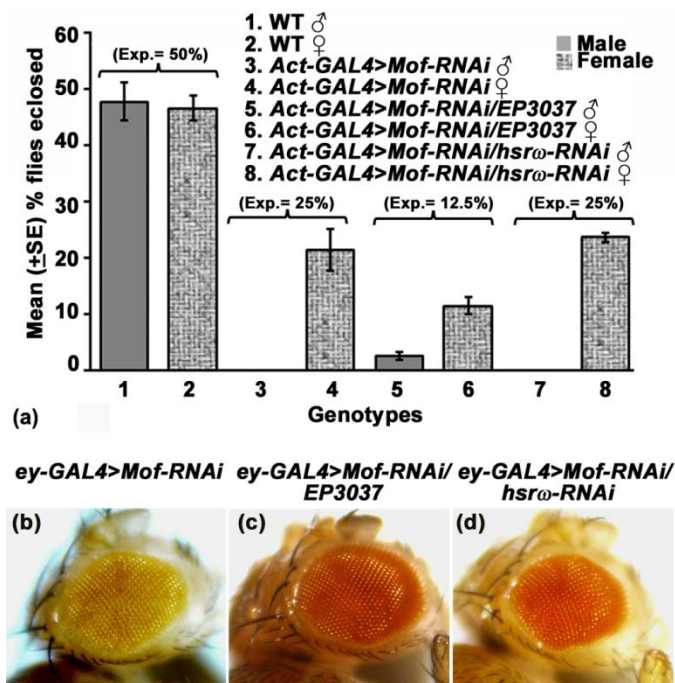 60
50
40
30
20
10
0
Mean (±SE) % flies eclosed
(Exp.= 50%)
1. WT ♂
2. WT ♀
3. Act-GAL4>Mof-RNAi ♂
4. Act-GAL4>Mof-RNAi ♀
5. Act-GAL4>Mof-RNAi/EP3037 ♂
6. Act-GAL4>Mof-RNAi/EP3037 ♀
7. Act-GAL4>Mof-RNAi/hsrω-RNAi ♂
8. Act-GAL4>Mof-RNAi/hsrω-RNAi ♀
Male
Female
(Exp.= 25%)
(Exp.= 12.5%)
(Exp.= 25%)
1 2 3 4 5 6 7 8
Genotypes
(a)
ey-GAL4>Mof-RNAi
ey-GAL4>Mof-RNAi/
EP3037
ey-GAL4>Mof-RNAi/
hsrω-RNAi
(b)
(c)
(d)